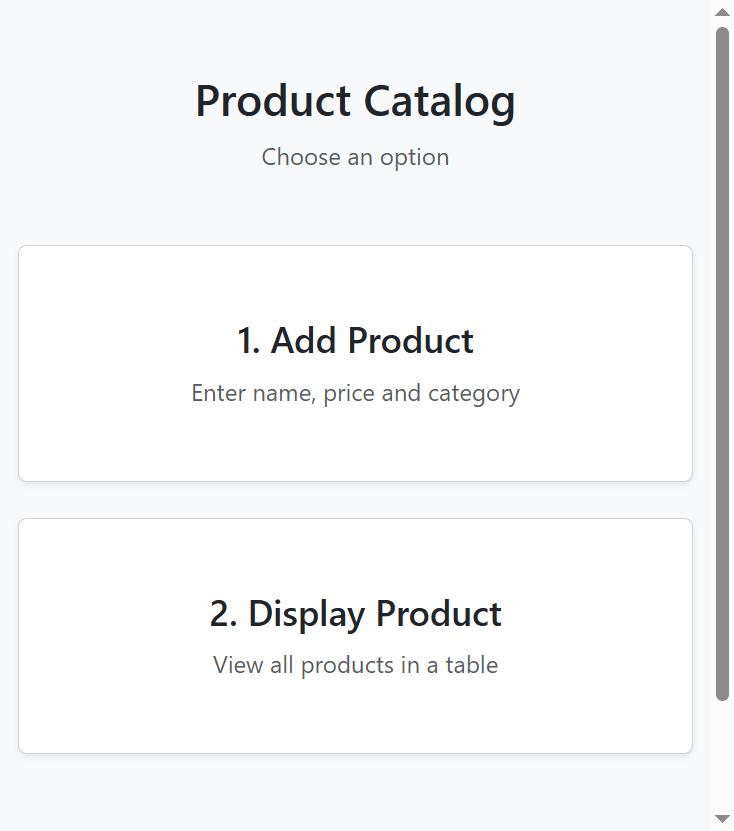 Product Catalog
Choose an option
1. Add Product
Enter name, price and category
2. Display Product
View all products in a table